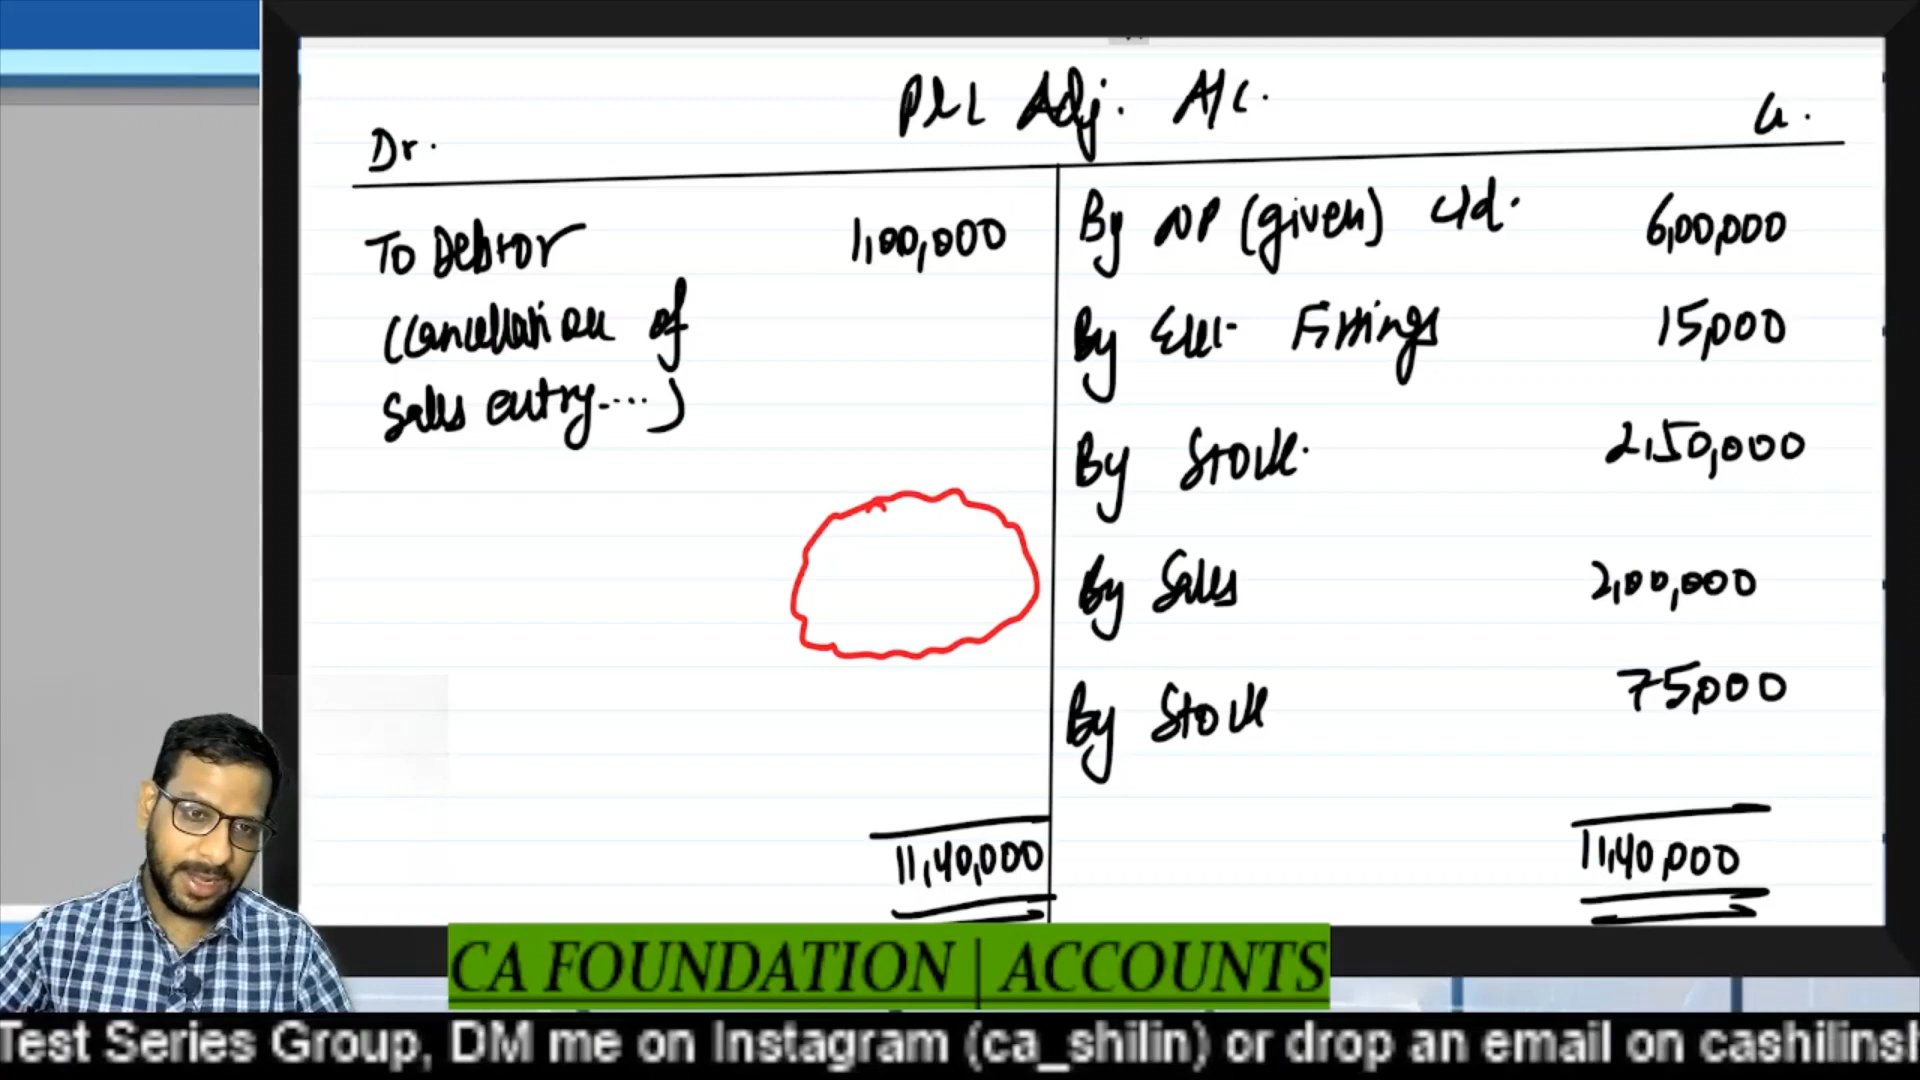 P&L Adj. A/c.
Dr.
Cr.
To Debtor 1,00,000
(Cancellation of
Sales entry....)
11,40,000
By NP (given) c/d. 6,00,000
By Elec. Fittings 15,000
By Stock. 2,50,000
By Sales 2,00,000
By Stock 75,000
11,40,000
CA FOUNDATION | ACCOUNTS
Test Series Group, DM me on Instagram (ca_shilin) or drop an email on cashilinsh